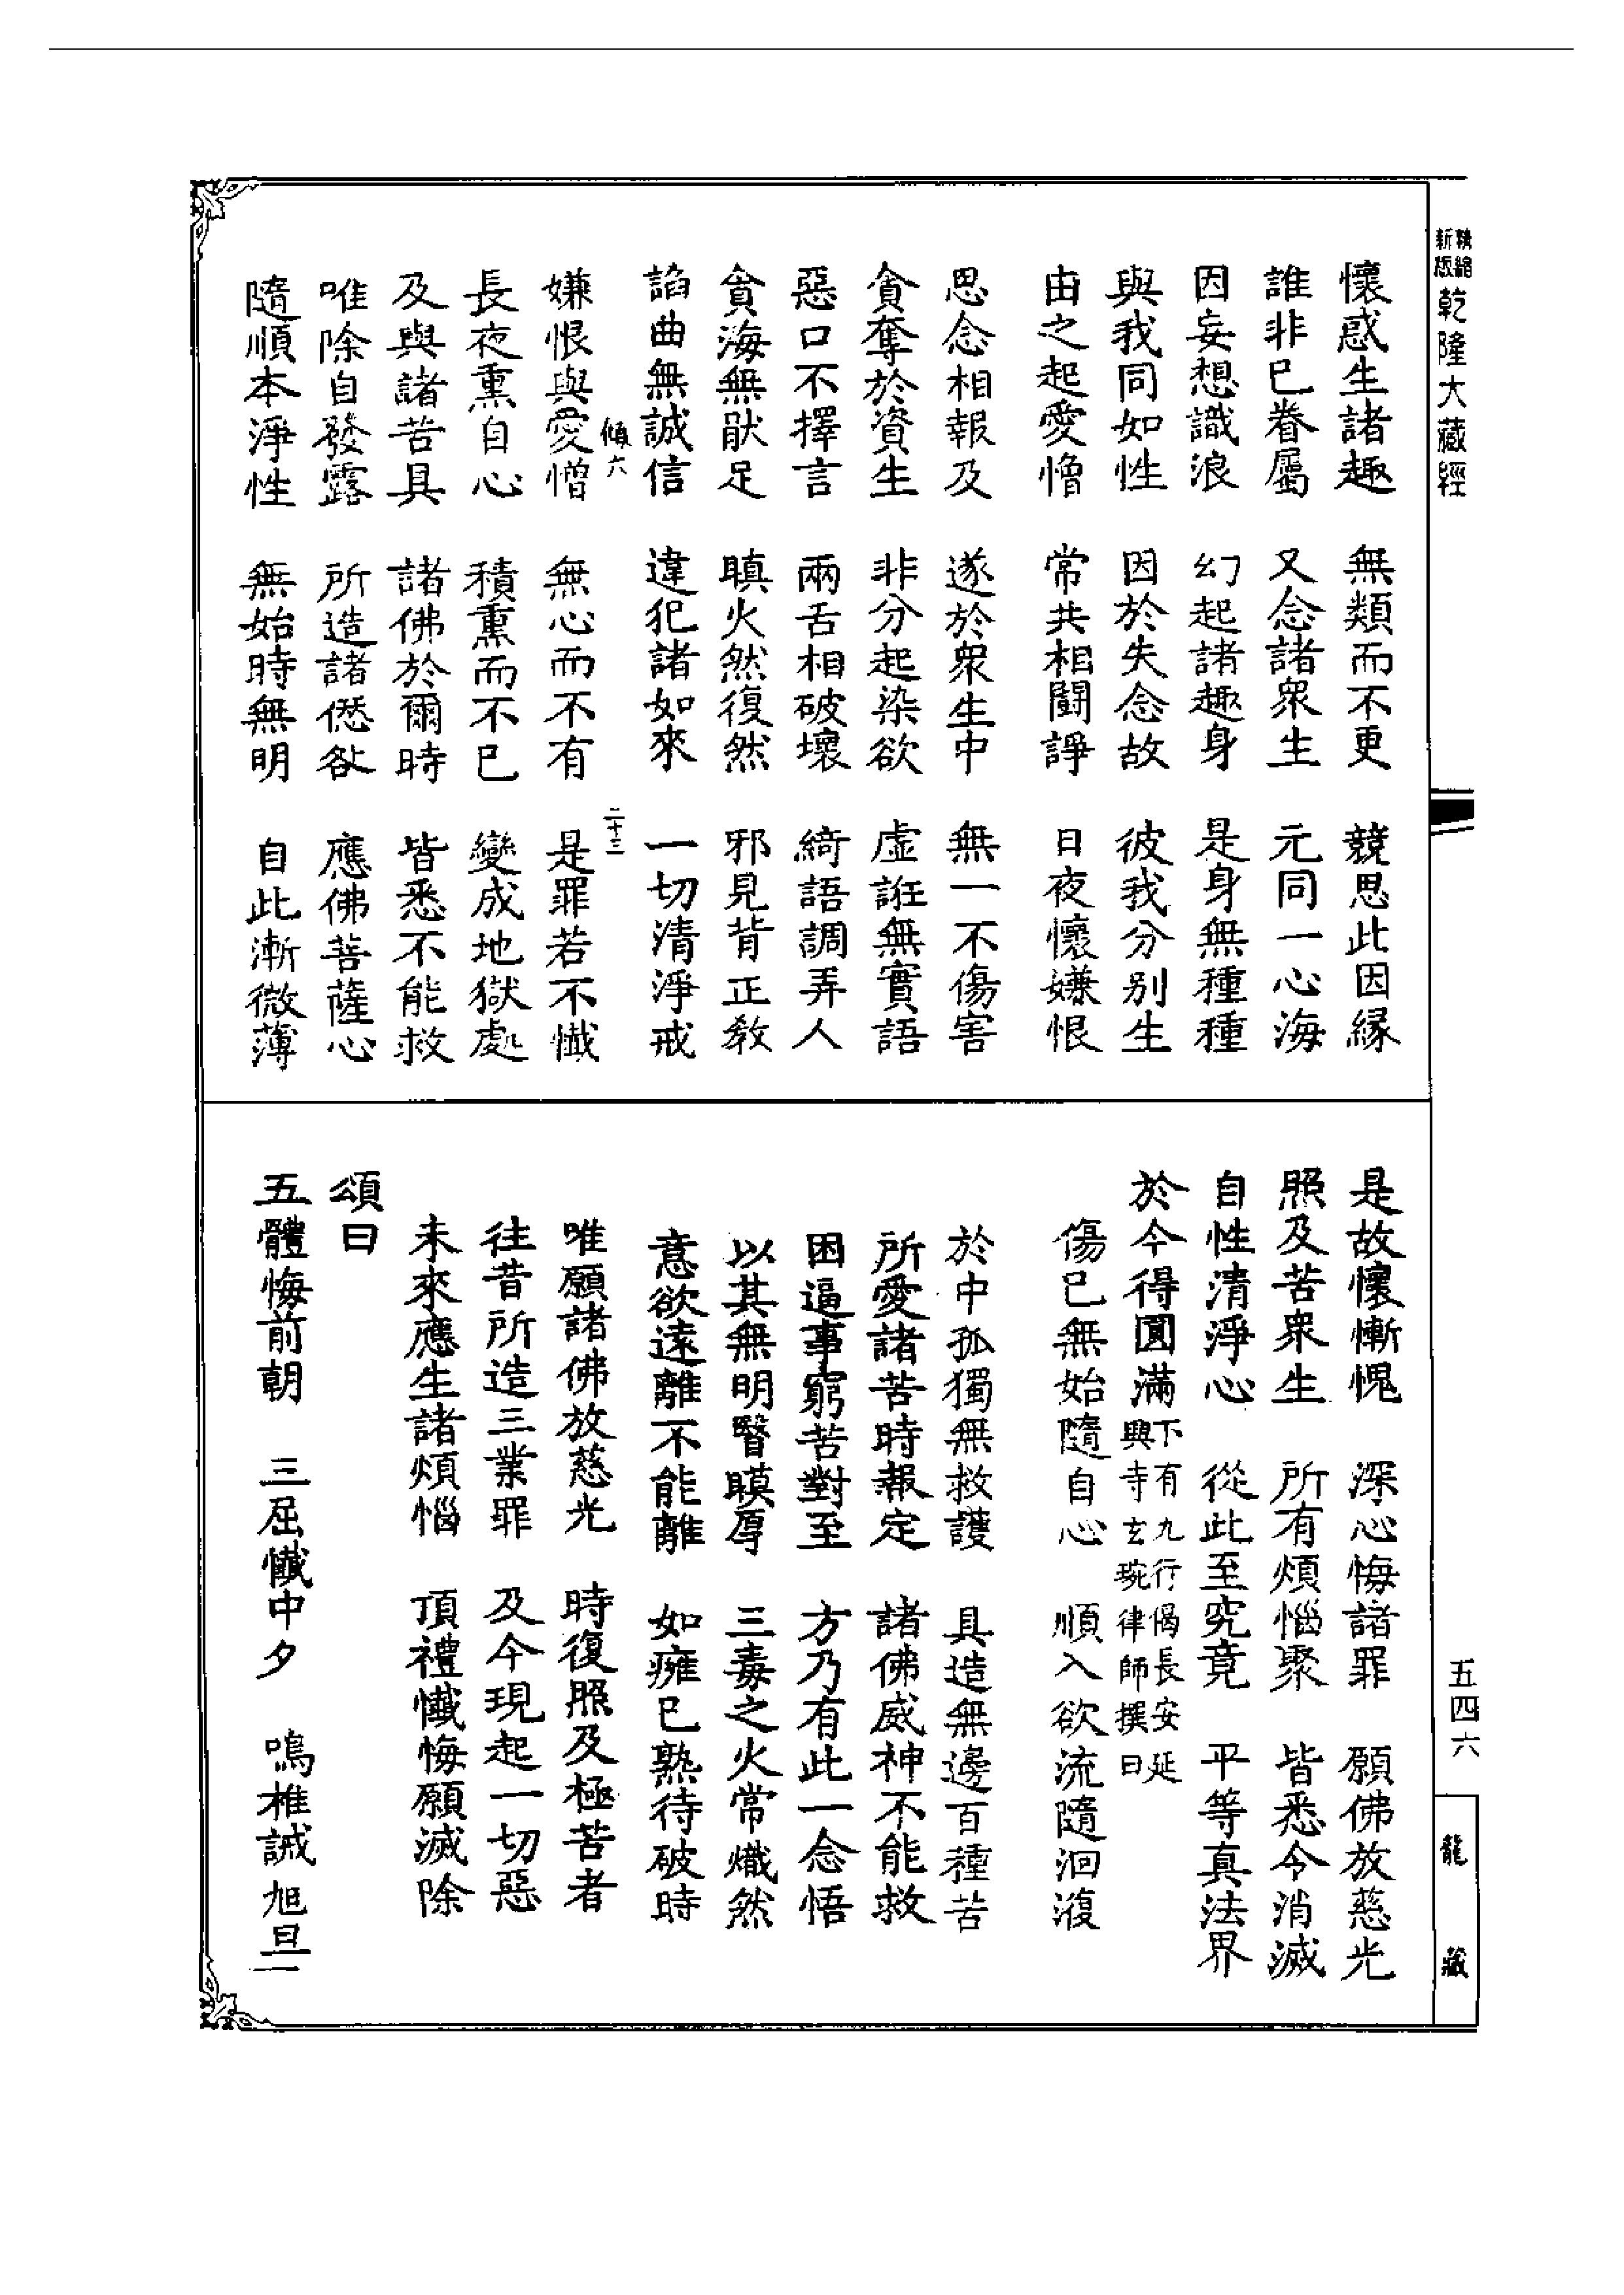 精縮新版乾隆大藏經
懷惑生諸趣 無類而不更 競思此因緣
誰非已眷屬 又念諸眾生 元同一心海
因妄想識浪 幻起諸趣身 是身無種種
與我同如性 因於失念故 彼我分別生
由之起愛憎 常共相鬪諍 日夜懷嫌恨
思念相報及 遂於眾生中 無一不傷害
貪奪於資生 非分起染欲 虛誑無實語
惡口不擇言 兩舌相破壞 綺語調弄人
貪海無猒足 瞋火然復然 邪見背正教
諂曲無誠信 違犯諸如來 一切清淨戒
傾六 二十三
嫌恨與愛憎 無心而不有 是罪若不懺
長夜熏自心 積熏而不已 變成地獄處
及與諸苦具 諸佛於爾時 皆悉不能救
唯除自發露 所造諸愆咎 應佛菩薩心
隨順本淨性 無始時無明 自此漸微薄
是故懷慚愧 深心悔諸罪 願佛放慈光
照及苦眾生 所有煩惱聚 皆悉令消滅
自性清淨心 從此至究竟 平等真法界
於今得圓滿 下有九行偈長安延興寺玄琬律師撰曰
傷已無始隨自心 順入欲流隨洄澓
於中孤獨無救護 具造無邊百種苦
所愛諸苦時報定 諸佛威神不能救
困逼事窮苦對至 方乃有此一念悟
以其無明瞖瞙厚 三毒之火常熾然
意欲遠離不能離 如癰已熟待破時
唯願諸佛放慈光 時復照及極苦者
往昔所造三業罪 及今現起一切惡
未來應生諸煩惱 頂禮懺悔願滅除
頌曰
五體悔前朝 三屈懺中夕 鳴椎誡旭旦
五四六
龍藏